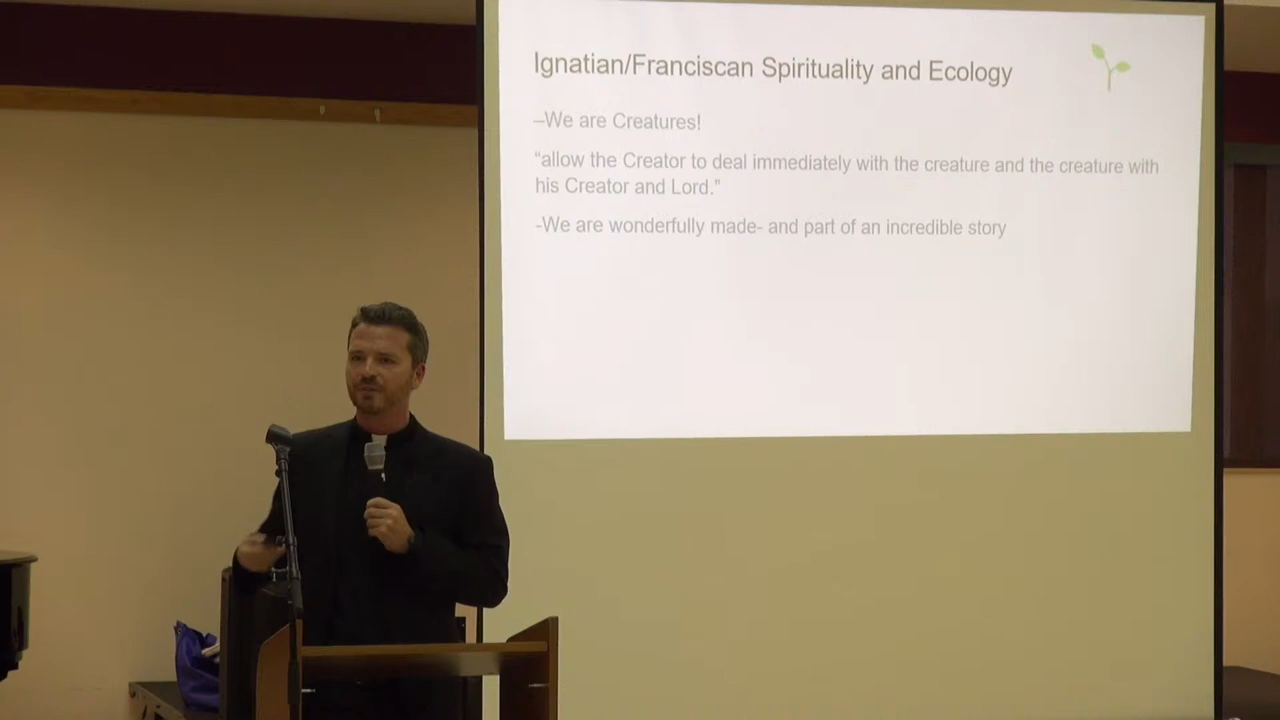 Ignatian/Franciscan Spirituality and Ecology
–We are Creatures!
“allow the Creator to deal immediately with the creature and the creature with
his Creator and Lord.”
-We are wonderfully made- and part of an incredible story